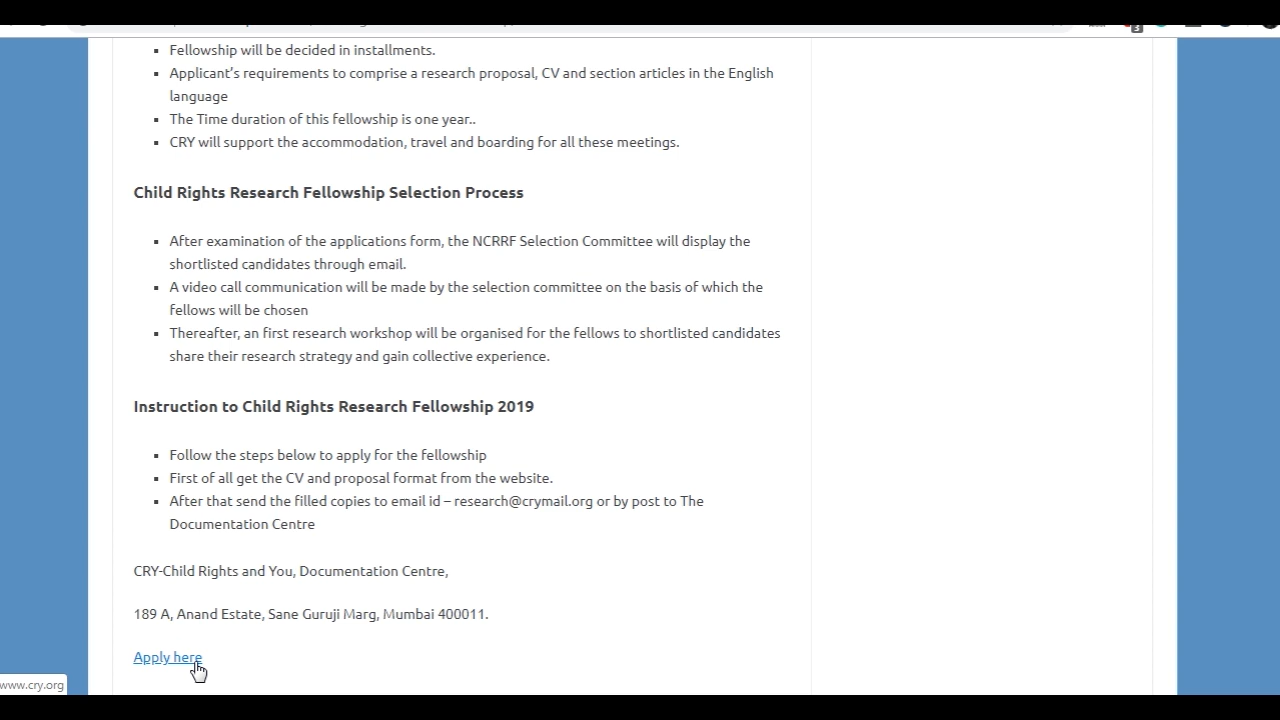 Fellowship will be decided in installments.
Applicant's requirements to comprise a research proposal, CV and section articles in the English
language
The Time duration of this fellowship is one year..
CRY will support the accommodation, travel and boarding for all these meetings.
Child Rights Research Fellowship Selection Process
After examination of the applications form, the NCRRF Selection Committee will display the
shortlisted candidates through email.
A video call communication will be made by the selection committee on the basis of which the
fellows will be chosen
Thereafter, an first research workshop will be organised for the fellows to shortlisted candidates
share their research strategy and gain collective experience.
Instruction to Child Rights Research Fellowship 2019
Follow the steps below to apply for the fellowship
First of all get the CV and proposal format from the website.
After that send the filled copies to email id – research@crymail.org or by post to The
Documentation Centre
CRY-Child Rights and You, Documentation Centre,
189 A, Anand Estate, Sane Guruji Marg, Mumbai 400011.
Apply here
www.cry.org
3